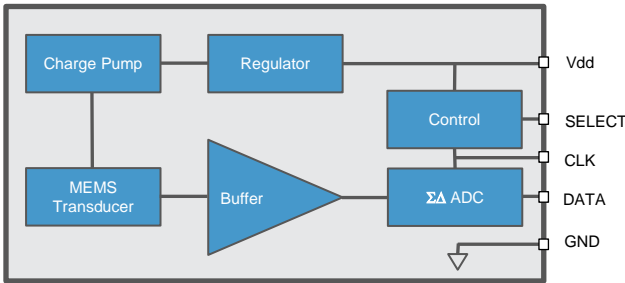 Charge Pump
Regulator
Vdd
Control
SELECT
CLK
MEMS
Transducer
Buffer
ΣΔ ADC
DATA
GND